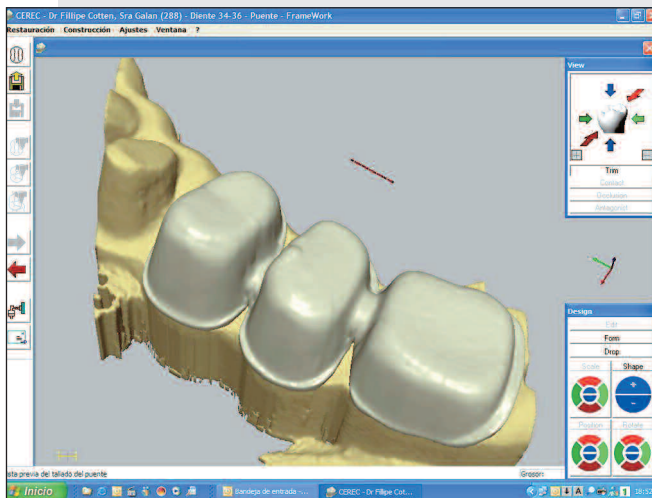 CEREC - Dr Fillipe Cotten, Sra Galan (288) - Diente 34-36 - Puente - FrameWork
Restauración Construcción Ajustes Ventana ?
View
Trim
Contact
Occlusion
Antagonist
Design
Edit
Form
Drop
Scale Shape
Position Rotate
sta previa del tallado del puente
Grosor:
Inicio
Bandeja de entrada - ...
CEREC - Dr Fillipe Cot...
A